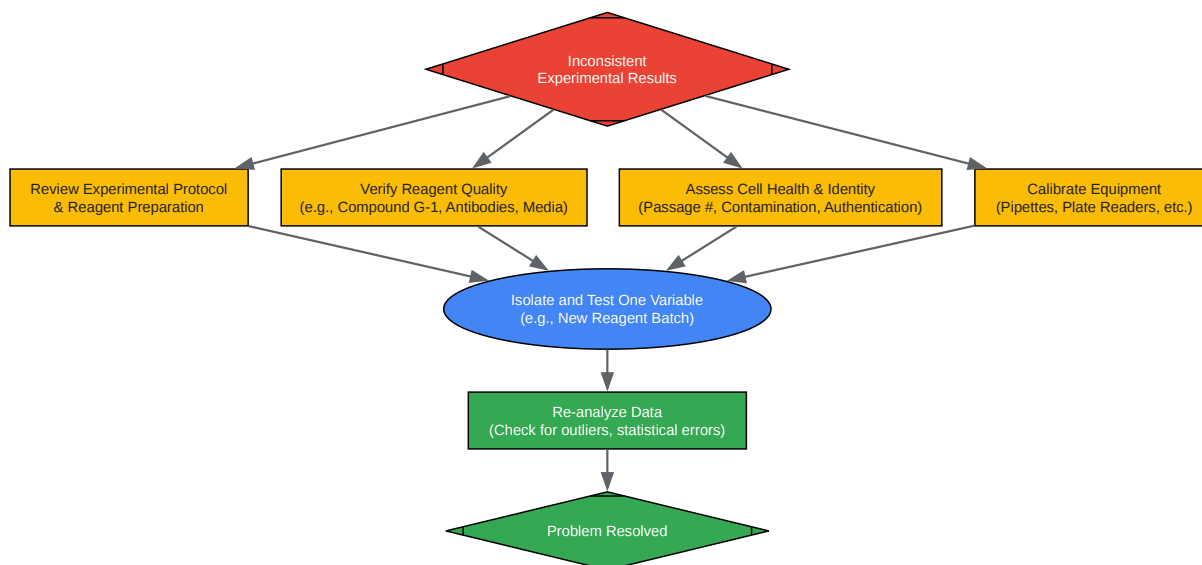 Inconsistent
Experimental Results
Review Experimental Protocol
& Reagent Preparation
Verify Reagent Quality
(e.g., Compound G-1, Antibodies, Media)
Assess Cell Health & Identity
(Passage #, Contamination, Authentication)
Calibrate Equipment
(Pipettes, Plate Readers, etc.)
Isolate and Test One Variable
(e.g., New Reagent Batch)
Re-analyze Data
(Check for outliers, statistical errors)
Problem Resolved